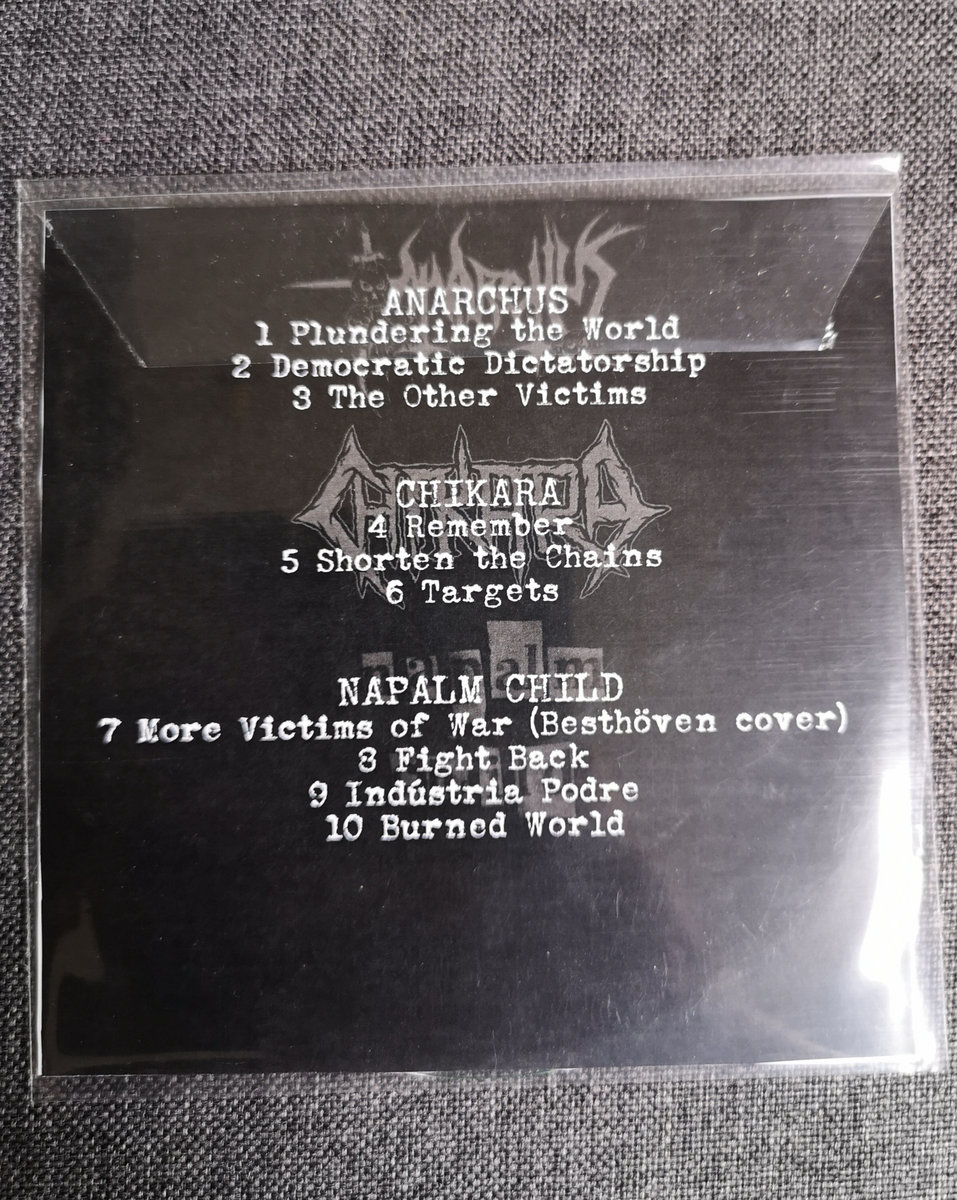 ANARCHUS
1 Plundering the World
2 Democratic Dictatorship
3 The Other Victims
CHIKARA
4 Remember
5 Shorten the Chains
6 Targets
napalm
NAPALM CHILD
7 More Victims of War (Besthöven cover)
8 Fight Back
9 Indústria Podre
10 Burned World